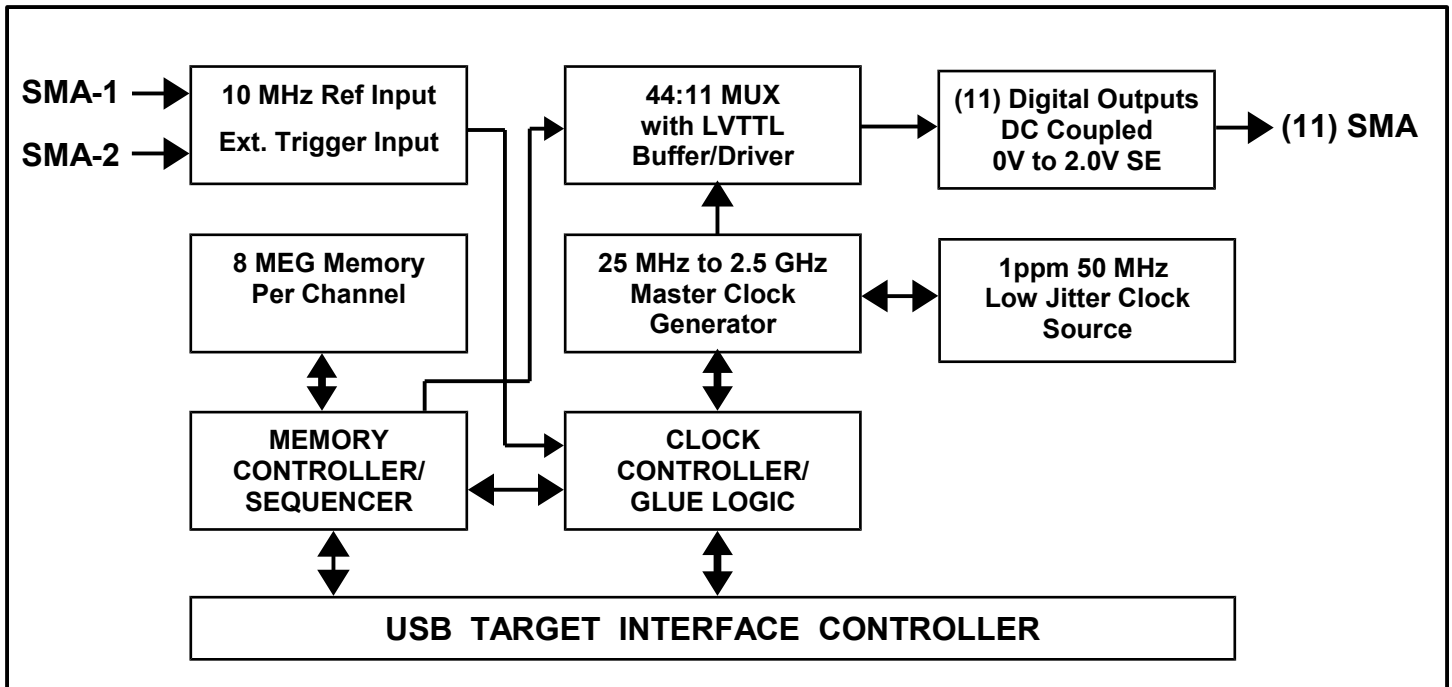 SMA-1
SMA-2
10 MHz Ref Input
Ext. Trigger Input
44:11 MUX
with LVTTL
Buffer/Driver
(11) Digital Outputs
DC Coupled
0V to 2.0V SE
(11) SMA
8 MEG Memory
Per Channel
25 MHz to 2.5 GHz
Master Clock
Generator
1ppm 50 MHz
Low Jitter Clock
Source
MEMORY
CONTROLLER/
SEQUENCER
CLOCK
CONTROLLER/
GLUE LOGIC
USB TARGET INTERFACE CONTROLLER